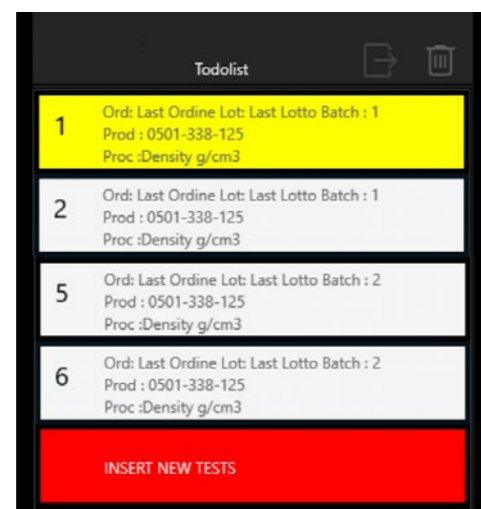 Todolist
1
Ord: Last Ordine Lot: Last Lotto Batch : 1
Prod : 0501-338-125
Proc :Density g/cm3
2
Ord: Last Ordine Lot: Last Lotto Batch : 1
Prod : 0501-338-125
Proc :Density g/cm3
5
Ord: Last Ordine Lot: Last Lotto Batch : 2
Prod : 0501-338-125
Proc :Density g/cm3
6
Ord: Last Ordine Lot: Last Lotto Batch : 2
Prod : 0501-338-125
Proc :Density g/cm3
INSERT NEW TESTS